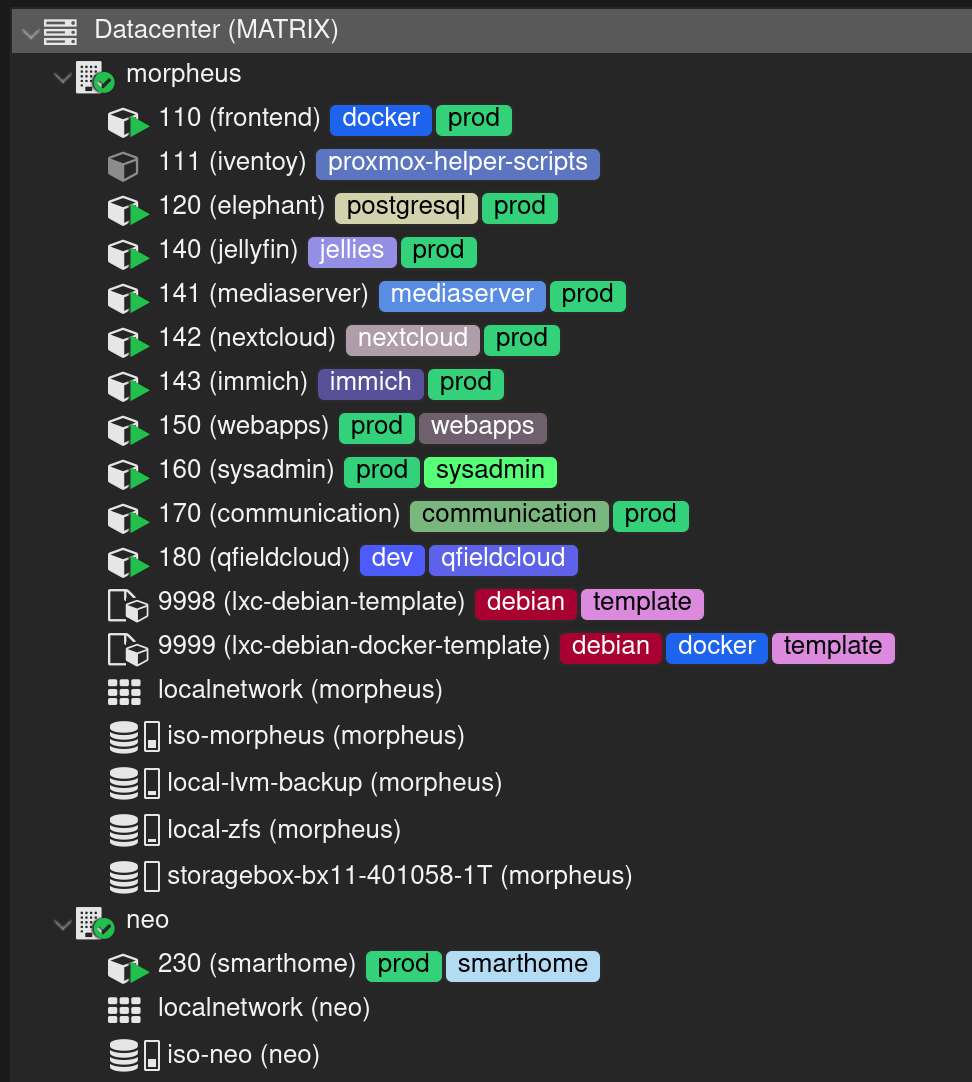 Datacenter (MATRIX)
morpheus
110 (frontend) docker prod
111 (iventoy) proxmox-helper-scripts
120 (elephant) postgresql prod
140 (jellyfin) jellies prod
141 (mediaserver) mediaserver prod
142 (nextcloud) nextcloud prod
143 (immich) immich prod
150 (webapps) prod webapps
160 (sysadmin) prod sysadmin
170 (communication) communication prod
180 (qfieldcloud) dev qfieldcloud
9998 (lxc-debian-template) debian template
9999 (lxc-debian-docker-template) debian docker template
localnetwork (morpheus)
iso-morpheus (morpheus)
local-lvm-backup (morpheus)
local-zfs (morpheus)
storagebox-bx11-401058-1T (morpheus)
neo
230 (smarthome) prod smarthome
localnetwork (neo)
iso-neo (neo)